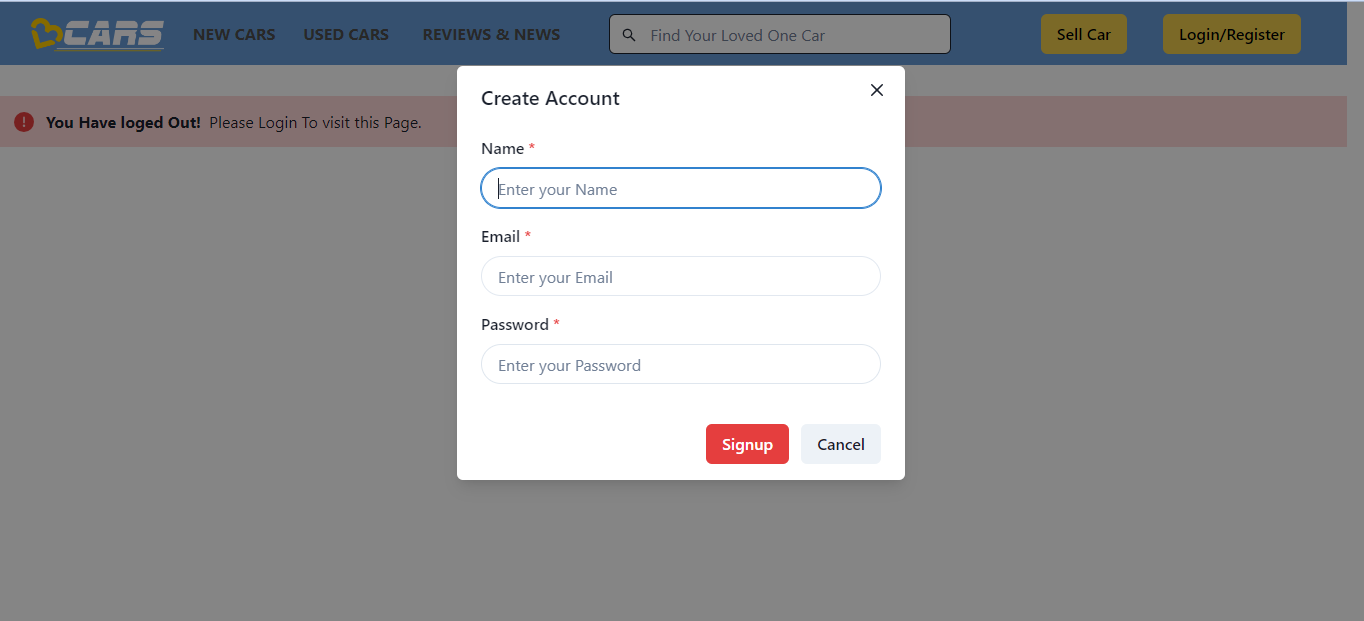 CARS NEW CARS USED CARS REVIEWS & NEWS Find Your Loved One Car Sell Car Login/Register
You Have loged Out! Please Login To visit this Page.
Create Account
Name *
Enter your Name
Email *
Enter your Email
Password *
Enter your Password
Signup Cancel